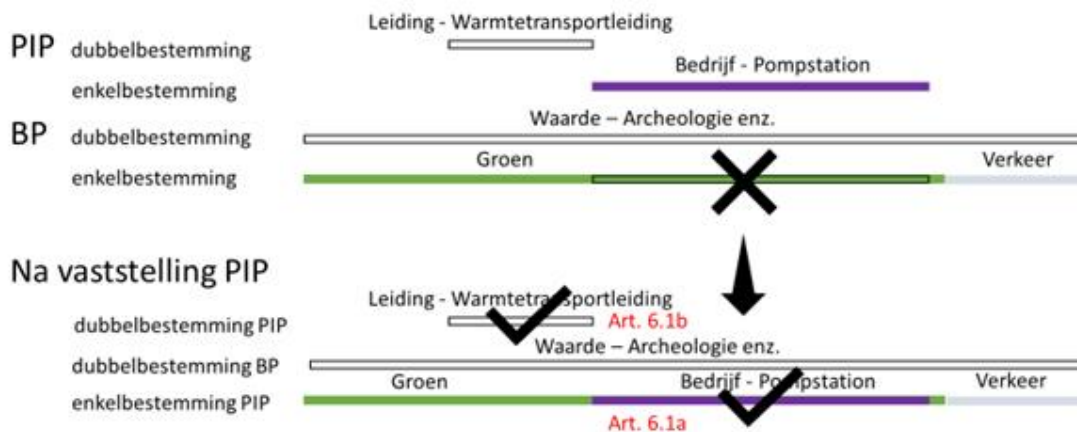 Leiding - Warmtetransportleiding
PIP dubbelbestemming
Bedrijf - Pompstation
enkelbestemming
Waarde – Archeologie enz.
BP dubbelbestemming
Groen Verkeer
enkelbestemming
Na vaststelling PIP
Leiding - Warmtetransportleiding
dubbelbestemming PIP Art. 6.1b
Waarde – Archeologie enz.
dubbelbestemming BP
Groen Bedrijf - Pompstation Verkeer
enkelbestemming PIP
Art. 6.1a